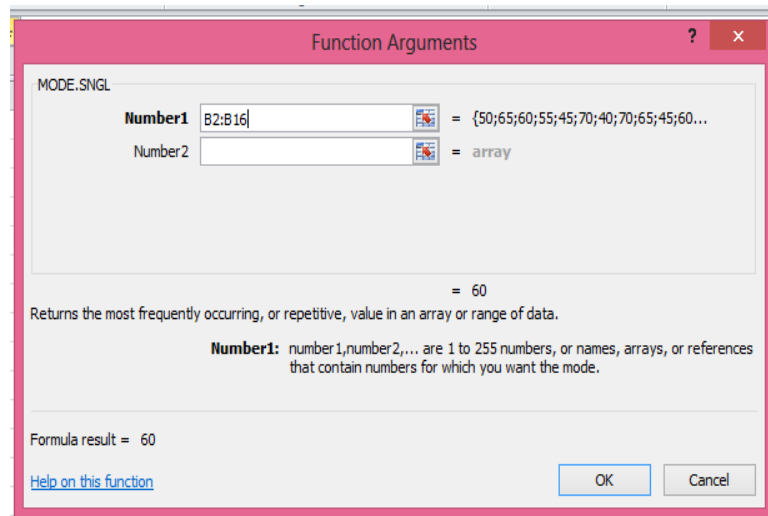 Function Arguments
? ×
MODE.SNGL
Number1 B2:B16 = {50;65;60;55;45;70;40;70;65;45;60...
Number2 = array
= 60
Returns the most frequently occurring, or repetitive, value in an array or range of data.
Number1: number1,number2,... are 1 to 255 numbers, or names, arrays, or references
that contain numbers for which you want the mode.
Formula result = 60
Help on this function
OK Cancel